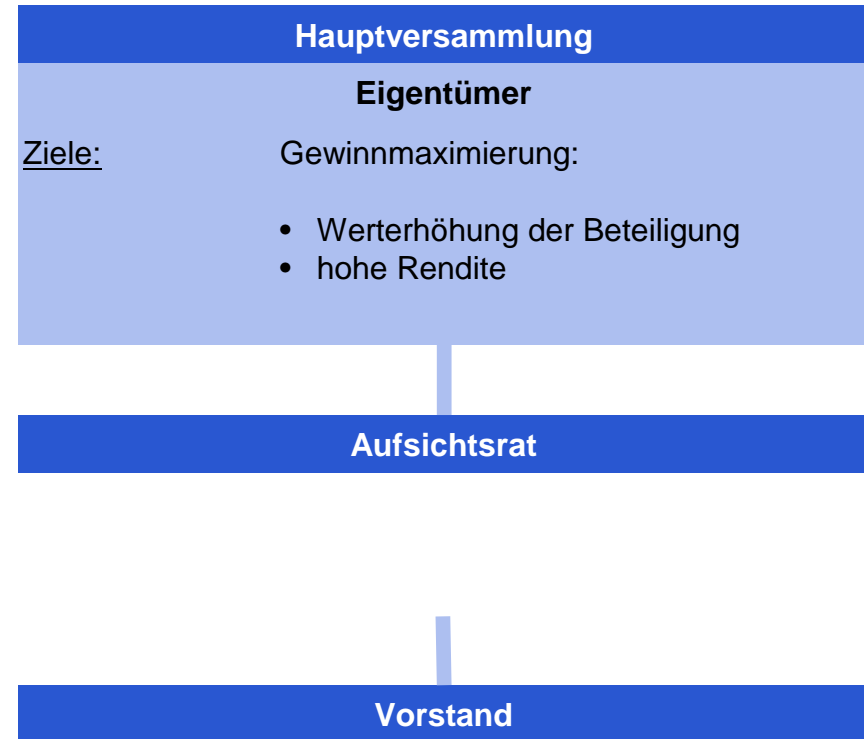 Hauptversammlung
Eigentümer
Ziele: Gewinnmaximierung:
• Werterhöhung der Beteiligung
• hohe Rendite
Aufsichtsrat
Vorstand